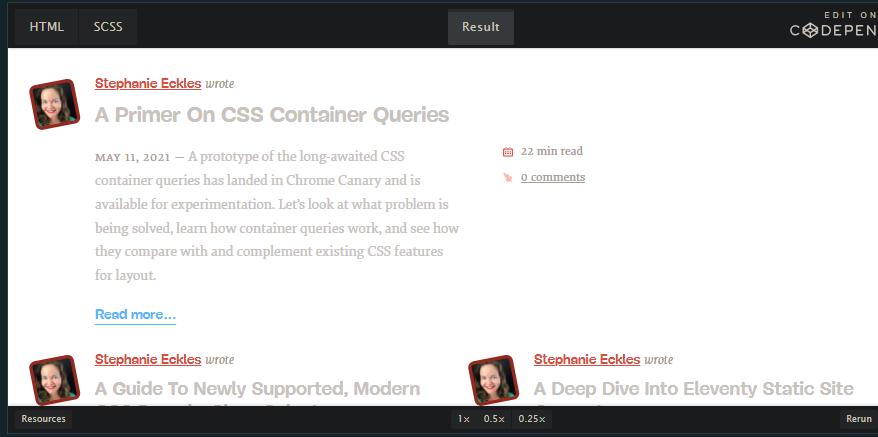 HTML SCSS Result EDIT ON
CODEPEN
Stephanie Eckles wrote
A Primer On CSS Container Queries
MAY 11, 2021 — A prototype of the long-awaited CSS
container queries has landed in Chrome Canary and is
available for experimentation. Let's look at what problem is
being solved, learn how container queries work, and see how
they compare with and complement existing CSS features
for layout.
22 min read
0 comments
Read more...
Stephanie Eckles wrote
A Guide To Newly Supported, Modern
Stephanie Eckles wrote
A Deep Dive Into Eleventy Static Site
Resources 1× 0.5× 0.25× Rerun